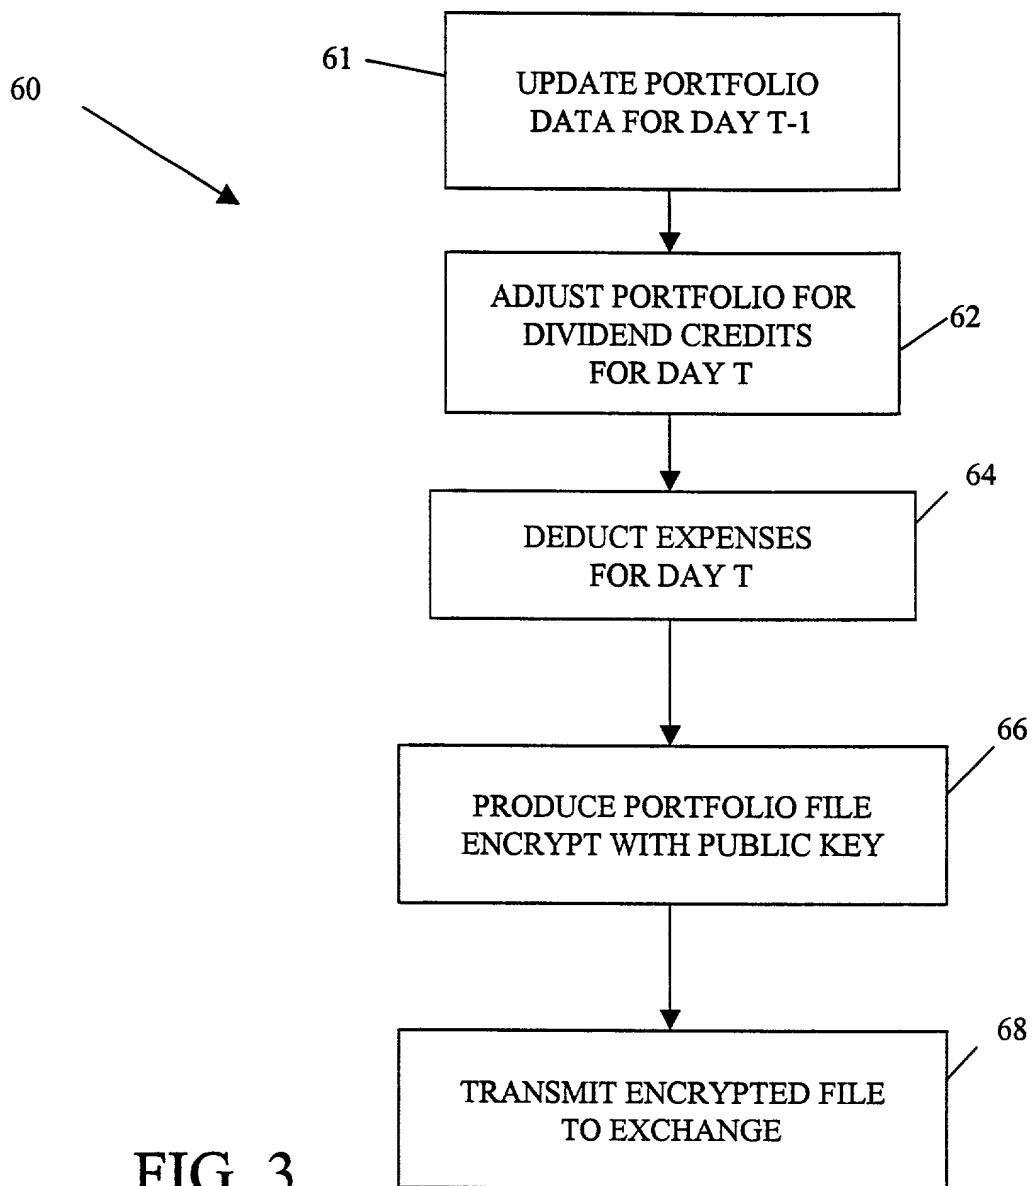 60
61
UPDATE PORTFOLIO
DATA FOR DAY T-1
ADJUST PORTFOLIO FOR
DIVIDEND CREDITS
FOR DAY T
62
64
DEDUCT EXPENSES
FOR DAY T
66
PRODUCE PORTFOLIO FILE
ENCRYPT WITH PUBLIC KEY
68
TRANSMIT ENCRYPTED FILE
TO EXCHANGE
FIG. 3